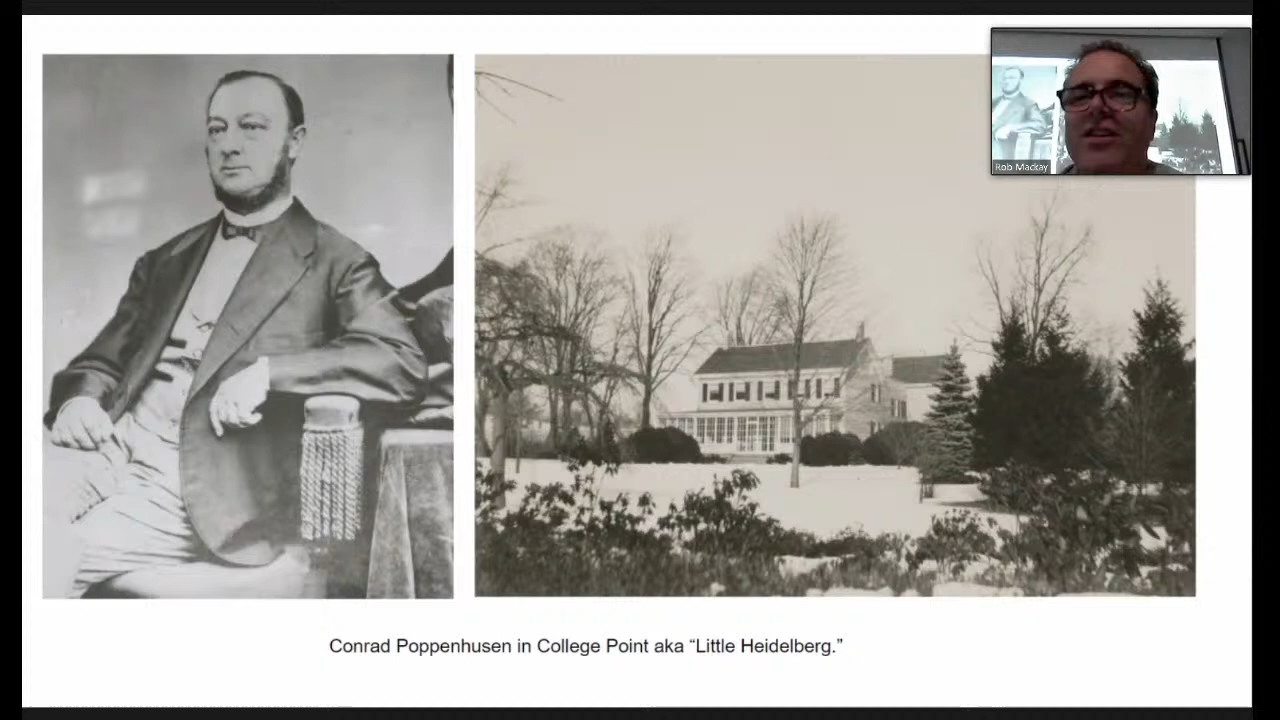 Rob Mackay
Conrad Poppenhusen in College Point aka “Little Heidelberg.”